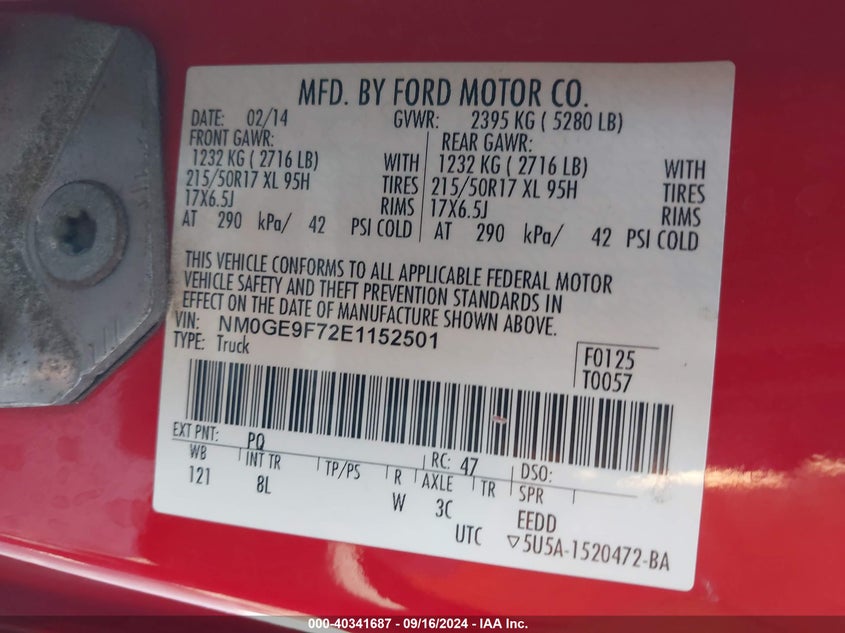 MFD. BY FORD MOTOR CO.
DATE: 02/14 GVWR: 2395 KG ( 5280 LB)
FRONT GAWR: REAR GAWR:
1232 KG ( 2716 LB) WITH 1232 KG ( 2716 LB) WITH
215/50R17 XL 95H TIRES 215/50R17 XL 95H TIRES
17X6.5J RIMS 17X6.5J RIMS
AT 290 kPa/ 42 PSI COLD AT 290 kPa/ 42 PSI COLD
THIS VEHICLE CONFORMS TO ALL APPLICABLE FEDERAL MOTOR
VEHICLE SAFETY AND THEFT PREVENTION STANDARDS IN
EFFECT ON THE DATE OF MANUFACTURE SHOWN ABOVE.
VIN: NM0GE9F72E1152501
TYPE: Truck
F0125
T0057
EXT PNT: PQ RC: 47 DSO:
WB INT TR TP/PS R AXLE TR SPR
121 8L W 3C EEDD
UTC ▽5U5A-1520472-BA
000-40341687 - 09/16/2024 - IAA Inc.